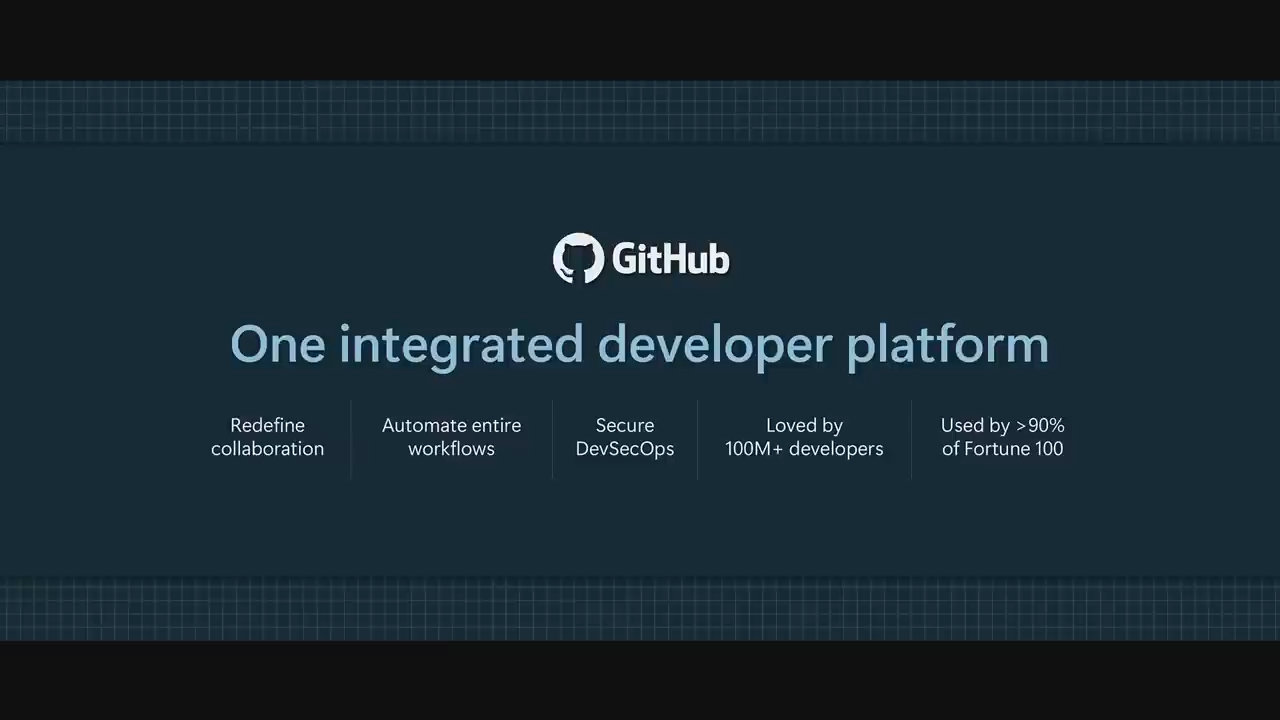 GitHub
One integrated developer platform
Redefine
collaboration
Automate entire
workflows
Secure
DevSecOps
Loved by
100M+ developers
Used by >90%
of Fortune 100